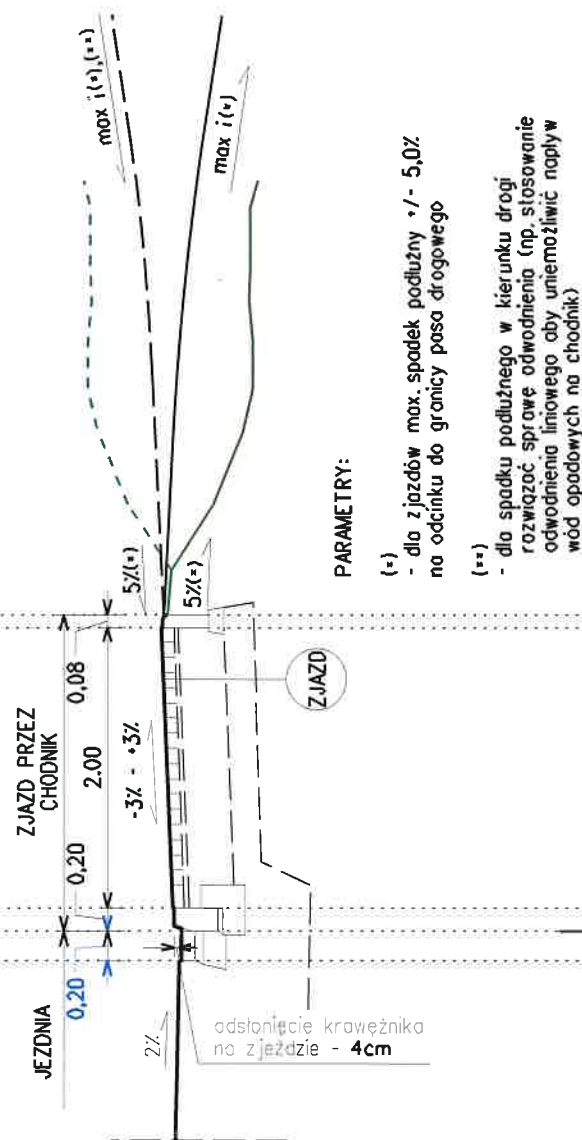 max i(*),(**)
max i(*)
5%(*)
5%(*)
ZJAZD PRZEZ
CHODNIK
0,20
2.00
0,08
-3% - +3%
ZJAZD
JEZDNIA
0,20
2%
odsłonięcie krawężnika
na zjeździe - 4cm
PARAMETRY:
(*)
- dla zjazdów max. spadek podłużny +/- 5,0%
na odcinku do granicy pasa drogowego
(**)
- dla spadku podłużnego w kierunku drogi
rozwiązać sprawę odwodnienia (np. stosowanie
odwodnienia liniowego aby uniemożliwić napływ
wód opadowych na chodnik)